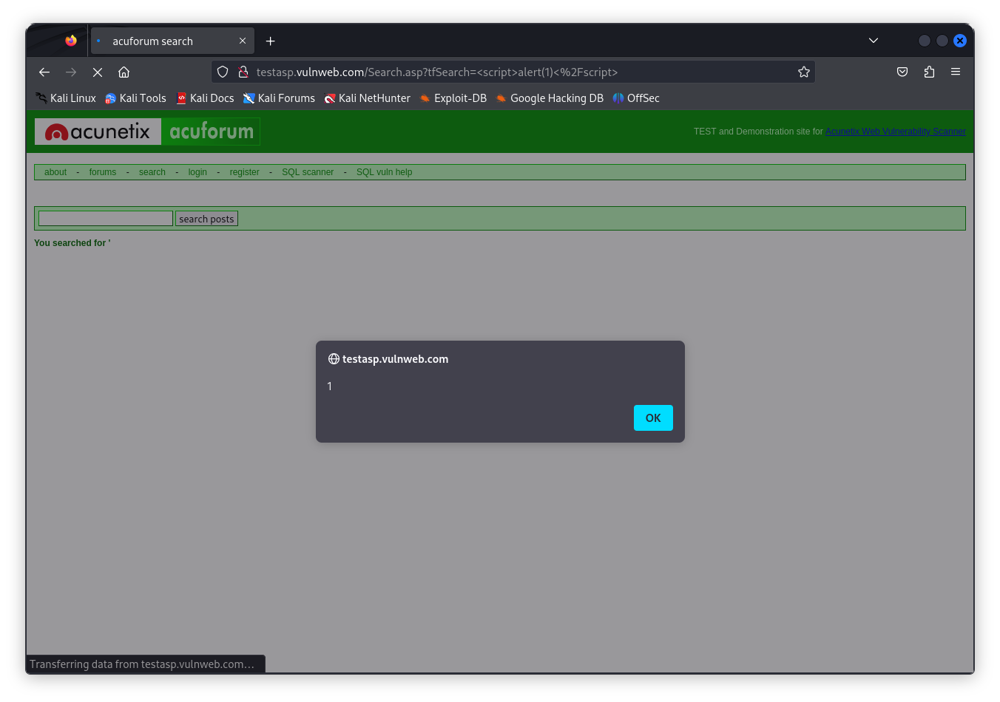 acuforum search
testasp.vulnweb.com/Search.asp?tfSearch=<script>alert(1)<%2Fscript>
Kali Linux Kali Tools Kali Docs Kali Forums Kali NetHunter Exploit-DB Google Hacking DB OffSec
acunetix acuforum TEST and Demonstration site for Acunetix Web Vulnerability Scanner
about - forums - search - login - register - SQL scanner - SQL vuln help
search posts
You searched for '
testasp.vulnweb.com
1
OK
Transferring data from testasp.vulnweb.com…